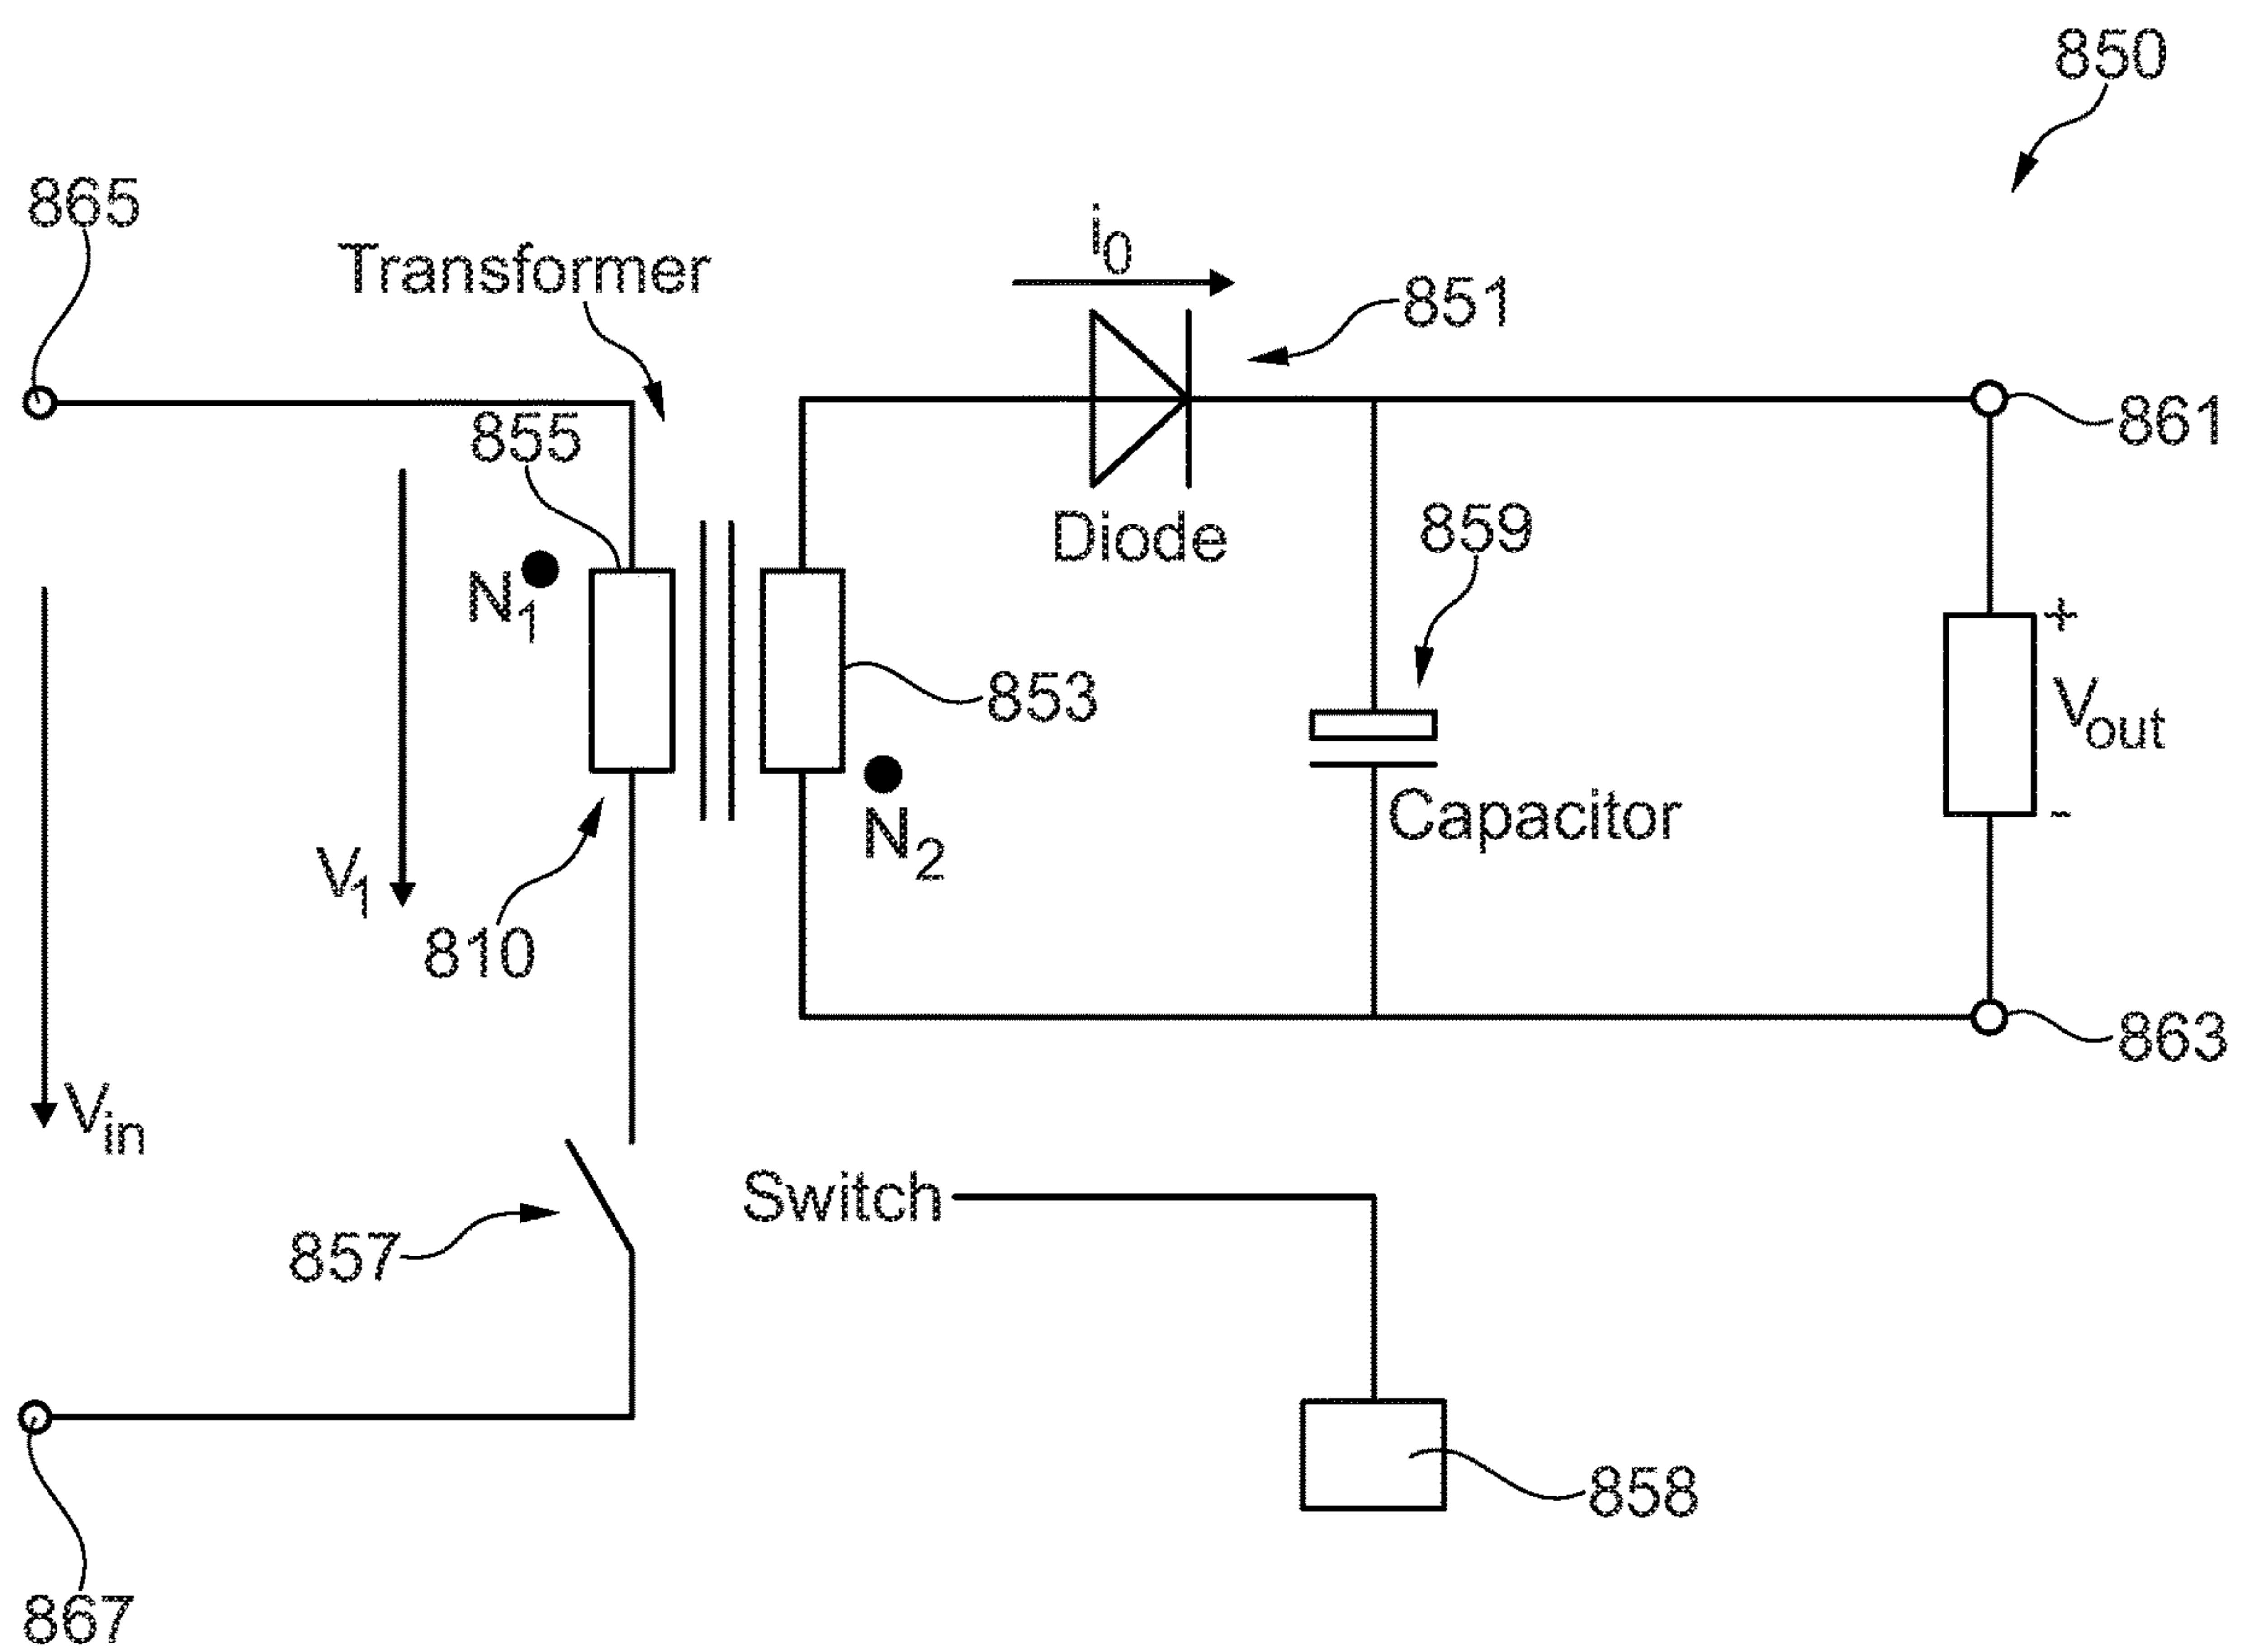 850
865
i0
Transformer
851
855
861
Diode
859
N1
853
Vout
+
-
Capacitor
N2
V1
810
863
Vin
Switch
857
858
867